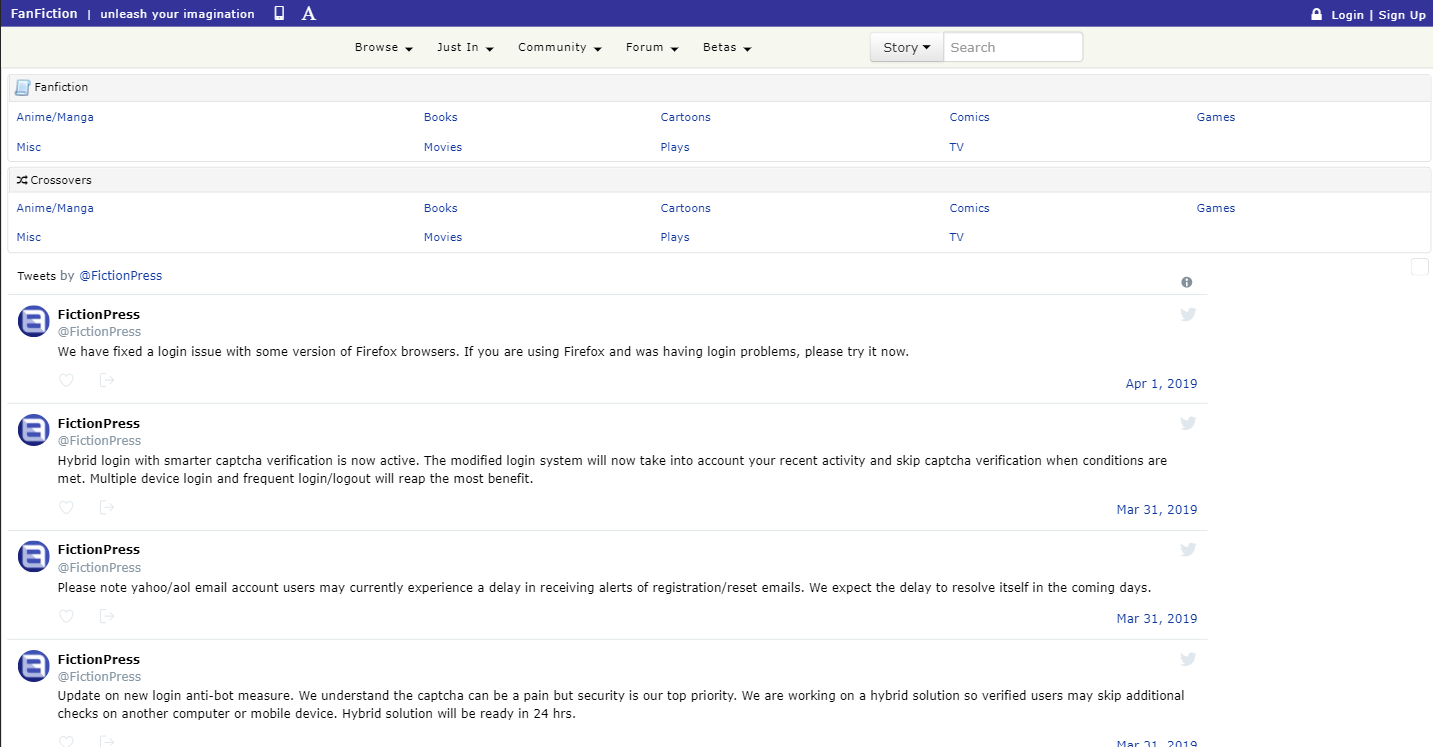 FanFiction | unleash your imagination A Login | Sign Up
Browse Just In Community Forum Betas Story Search
Fanfiction
Anime/Manga Books Cartoons Comics Games
Misc Movies Plays TV
Crossovers
Anime/Manga Books Cartoons Comics Games
Misc Movies Plays TV
Tweets by @FictionPress
FictionPress
@FictionPress
We have fixed a login issue with some version of Firefox browsers. If you are using Firefox and was having login problems, please try it now.
Apr 1, 2019
FictionPress
@FictionPress
Hybrid login with smarter captcha verification is now active. The modified login system will now take into account your recent activity and skip captcha verification when conditions are
met. Multiple device login and frequent login/logout will reap the most benefit.
Mar 31, 2019
FictionPress
@FictionPress
Please note yahoo/aol email account users may currently experience a delay in receiving alerts of registration/reset emails. We expect the delay to resolve itself in the coming days.
Mar 31, 2019
FictionPress
@FictionPress
Update on new login anti-bot measure. We understand the captcha can be a pain but security is our top priority. We are working on a hybrid solution so verified users may skip additional
checks on another computer or mobile device. Hybrid solution will be ready in 24 hrs.
Mar 31, 2019